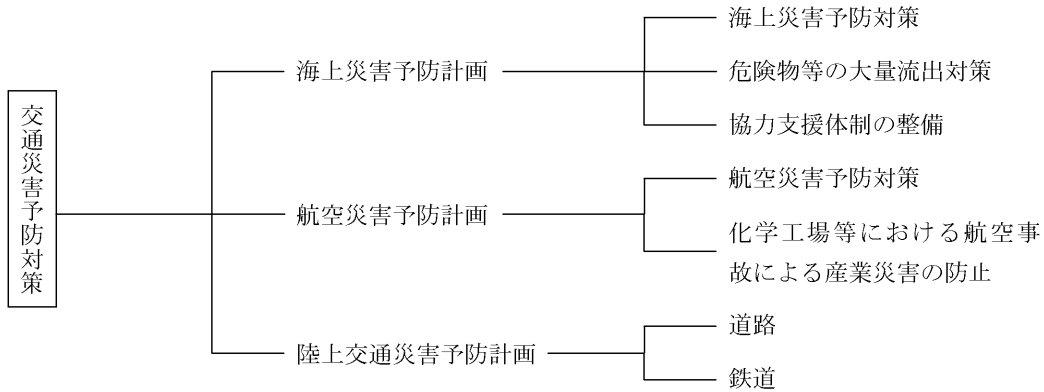 交通災害予防対策
海上災害予防計画
海上災害予防対策
危険物等の大量流出対策
協力支援体制の整備
航空災害予防計画
航空災害予防対策
化学工場等における航空事
故による産業災害の防止
陸上交通災害予防計画
道路
鉄道